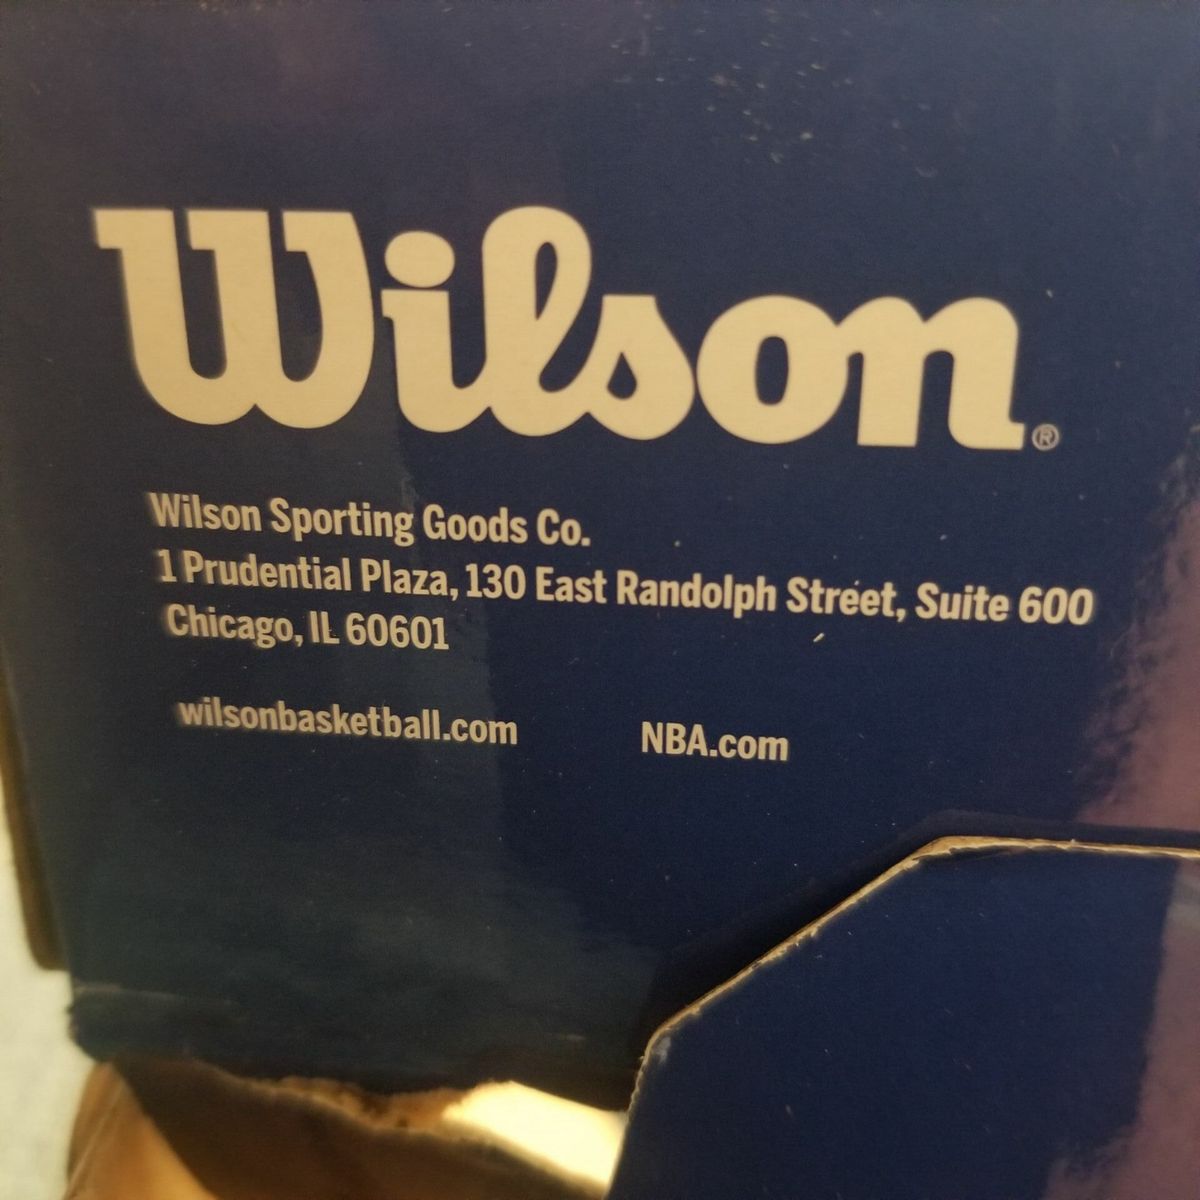 Wilson®
Wilson Sporting Goods Co.
1 Prudential Plaza, 130 East Randolph Street, Suite 600
Chicago, IL 60601
wilsonbasketball.com NBA.com